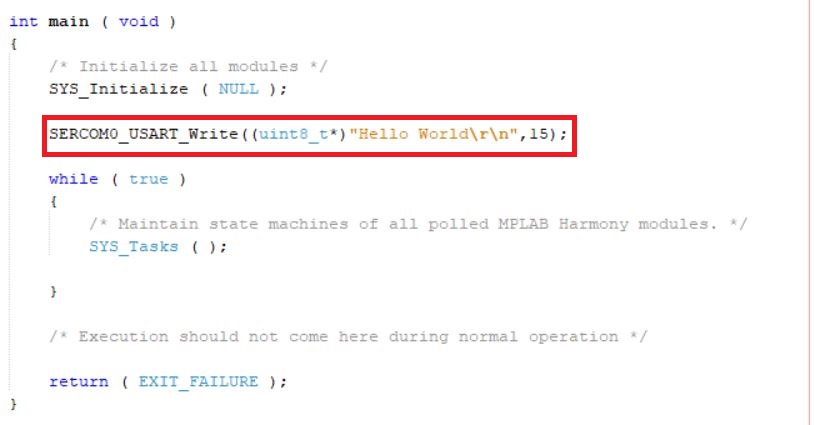 int main ( void )
{
/* Initialize all modules */
SYS_Initialize ( NULL );
SERCOM0_USART_Write((uint8_t*)"Hello World\r\n",15);
while ( true )
{
/* Maintain state machines of all polled MPLAB Harmony modules. */
SYS_Tasks ( );
}
/* Execution should not come here during normal operation */
return ( EXIT_FAILURE );
}